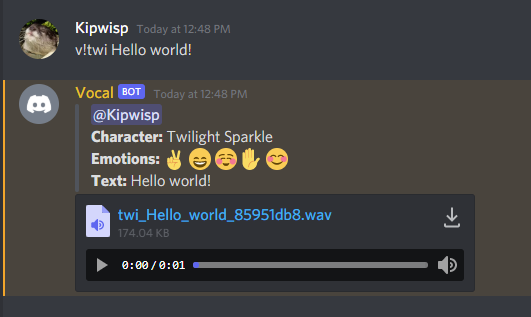 Kipwisp Today at 12:48 PM
v!twi Hello world!
Vocal BOT Today at 12:48 PM
@Kipwisp
Character: Twilight Sparkle
Emotions: ✌️😄☺️✋😊
Text: Hello world!
twi_Hello_world_85951db8.wav
174.04 KB
0:00/0:01